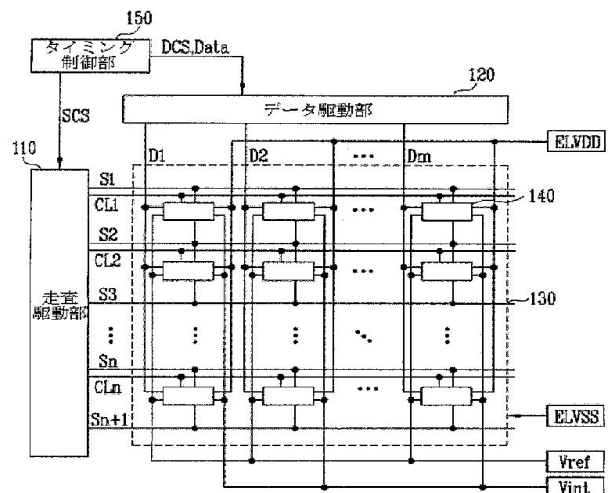 150
タイミング
制御部
DCS,Data
SCS
120
データ駆動部
110
走査
駆動部
D1
D2
Dm
ELVDD
S1
CL1
140
S2
CL2
S3
130
Sn
CLn
Sn+1
ELVSS
Vref
Vint